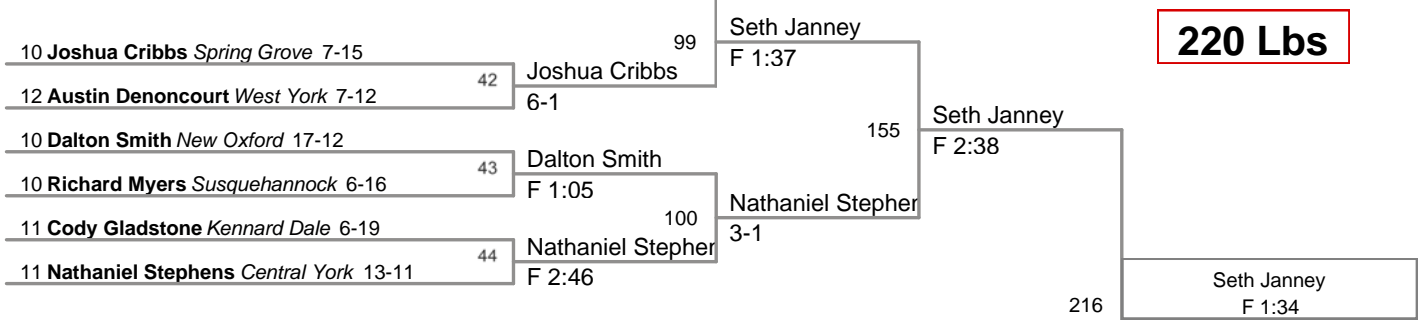 Seth Janney
99
F 1:37
220 Lbs
10 Joshua Cribbs Spring Grove 7-15
42
Joshua Cribbs
6-1
12 Austin Denoncourt West York 7-12
155
Seth Janney
F 2:38
10 Dalton Smith New Oxford 17-12
43
Dalton Smith
F 1:05
10 Richard Myers Susquehannock 6-16
100
Nathaniel Stephen
3-1
11 Cody Gladstone Kennard Dale 6-19
44
Nathaniel Stephen
F 2:46
11 Nathaniel Stephens Central York 13-11
216
Seth Janney
F 1:34